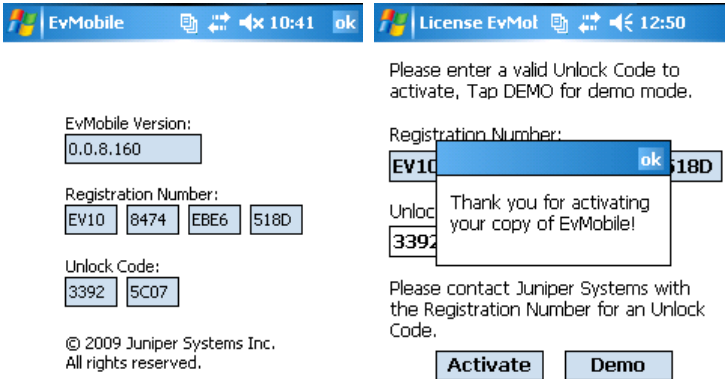 EvMobile 10:41 ok
EvMobile Version:
0.0.8.160
Registration Number:
EV10 8474 EBE6 518D
Unlock Code:
3392 5C07
© 2009 Juniper Systems Inc.
All rights reserved.
License EvMol 12:50
Please enter a valid Unlock Code to
activate, Tap DEMO for demo mode.
Registration Number:
EV10 518D
ok
Thank you for activating
your copy of EvMobile!
Unloc
3392
Please contact Juniper Systems with
the Registration Number for an Unlock
Code.
Activate Demo